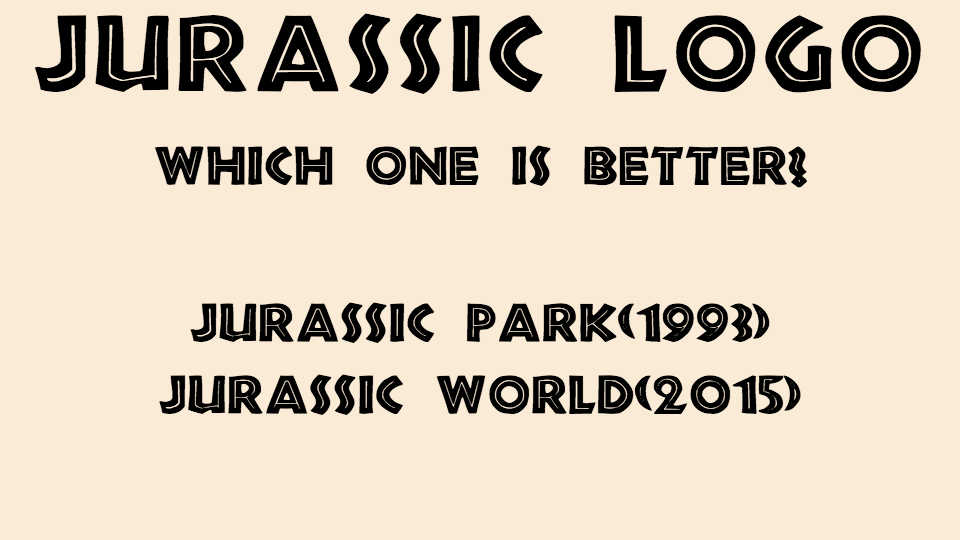 JURASSIC LOGO
WHICH ONE IS BETTER?
JURASSIC PARK(1993)
JURASSIC WORLD(2015)